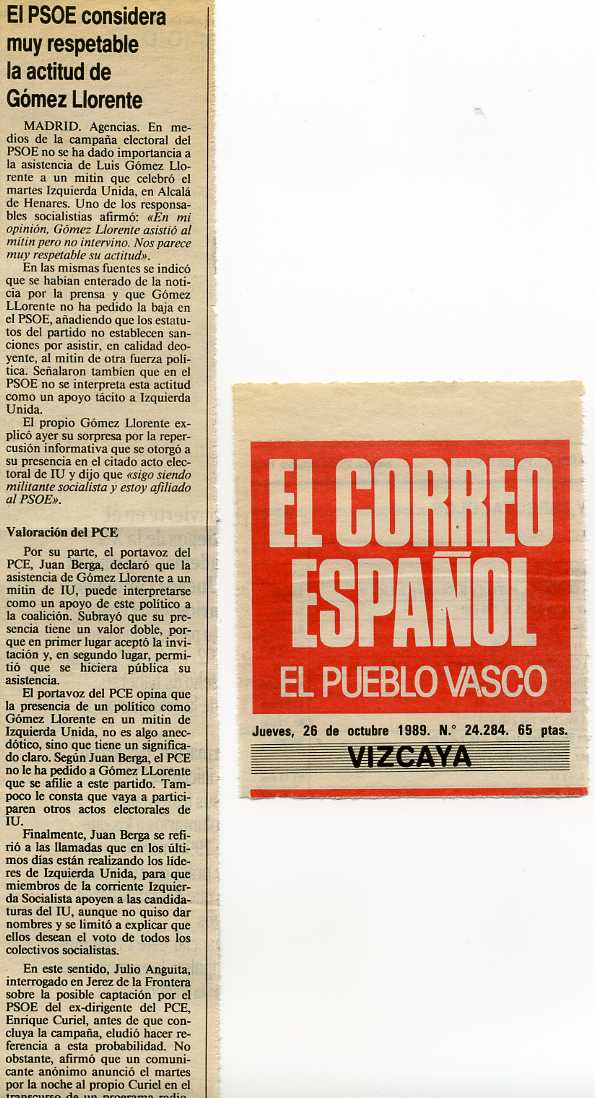 El PSOE considera
muy respetable
la actitud de
Gómez Llorente
MADRID. Agencias. En me-
dios de la campaña electoral del
PSOE no se ha dado importancia a
la asistencia de Luis Gómez Llo-
rente a un mitin que celebró el
martes Izquierda Unida, en Alcalá
de Henares. Uno de los responsa-
bles socialistias afirmó: «En mi
opinión, Gómez Llorente asistió al
mitin pero no intervino. Nos parece
muy respetable su actitud».
En las mismas fuentes se indicó
que se habían enterado de la noti-
cia por la prensa y que Gómez
LLorente no ha pedido la baja en
el PSOE, añadiendo que los estatu-
tos del partido no establecen san-
ciones por asistir, en calidad deo-
yente, al mitin de otra fuerza polí-
tica. Señalaron tambien que en el
PSOE no se interpreta esta actitud
como un apoyo tácito a Izquierda
Unida.
El propio Gómez Llorente ex-
plicó ayer su sorpresa por la reper-
cusión informativa que se otorgó a
su presencia en el citado acto elec-
toral de IU y dijo que «sigo siendo
militante socialista y estoy afiliado
al PSOE».
Valoración del PCE
Por su parte, el portavoz del
PCE, Juan Berga, declaró que la
asistencia de Gómez Llorente a un
mitin de IU, puede interpretarse
como un apoyo de este político a
la coalición. Subrayó que su pre-
sencia tiene un valor doble, por-
que en primer lugar aceptó la invi-
tación y, en segundo lugar, permi-
tió que se hiciera pública su
asistencia.
El portavoz del PCE opina que
la presencia de un político como
Gómez Llorente en un mitin de
Izquierda Unida, no es algo anec-
dótico, sino que tiene un significa-
do claro. Según Juan Berga, el PCE
no le ha pedido a Gómez LLorente
que se afilie a este partido. Tam-
poco le consta que vaya a partici-
paren otros actos electorales de
IU.
Finalmente, Juan Berga se refi-
rió a las llamadas que en los últi-
mos días están realizando los líde-
res de Izquierda Unida, para que
miembros de la corriente Izquier-
da Socialista apoyen a las candida-
turas del IU, aunque no quiso dar
nombres y se limitó a explicar que
ellos desean el voto de todos los
colectivos socialistas.
En este sentido, Julio Anguita,
interrogado en Jerez de la Frontera
sobre la posible captación por el
PSOE del ex-dirigente del PCE,
Enrique Curiel, antes de que con-
cluya la campaña, eludió hacer re-
ferencia a esta probabilidad. No
obstante, afirmó que un comuni-
cante anónimo anunció el martes
por la noche al propio Curiel en el
transcurso de un programa radio-
EL CORREO
ESPAÑOL
EL PUEBLO VASCO
Jueves, 26 de octubre 1989. N.° 24.284. 65 ptas.
VIZCAYA